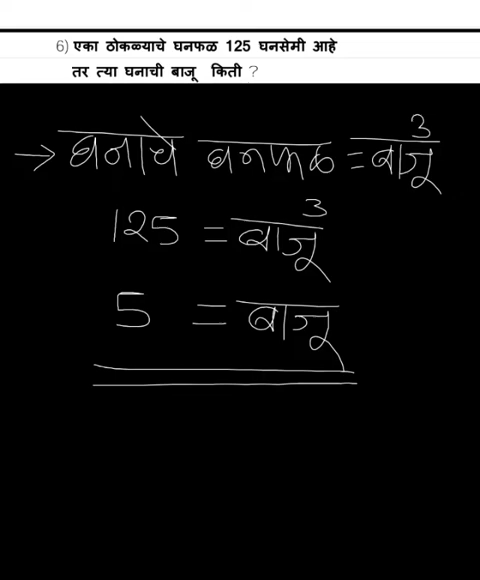 6) एका ठोकळ्याचे घनफळ 125 घनसेमी आहे
तर त्या घनाची बाजू किती ?
→ घनाचे घनफळ = बाजू³
125 = बाजू³
5 = बाजू